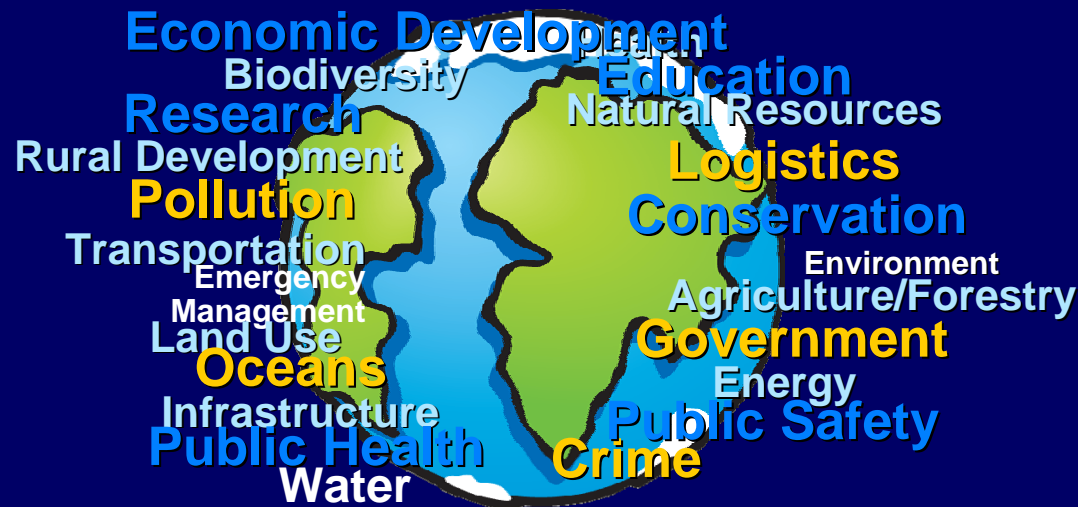 Economic Development
Health
Biodiversity
Education
Research
Natural Resources
Rural Development
Logistics
Pollution
Conservation
Transportation
Environment
Emergency
Management
Agriculture/Forestry
Land Use
Government
Oceans
Energy
Infrastructure
Public Safety
Public Health
Crime
Water